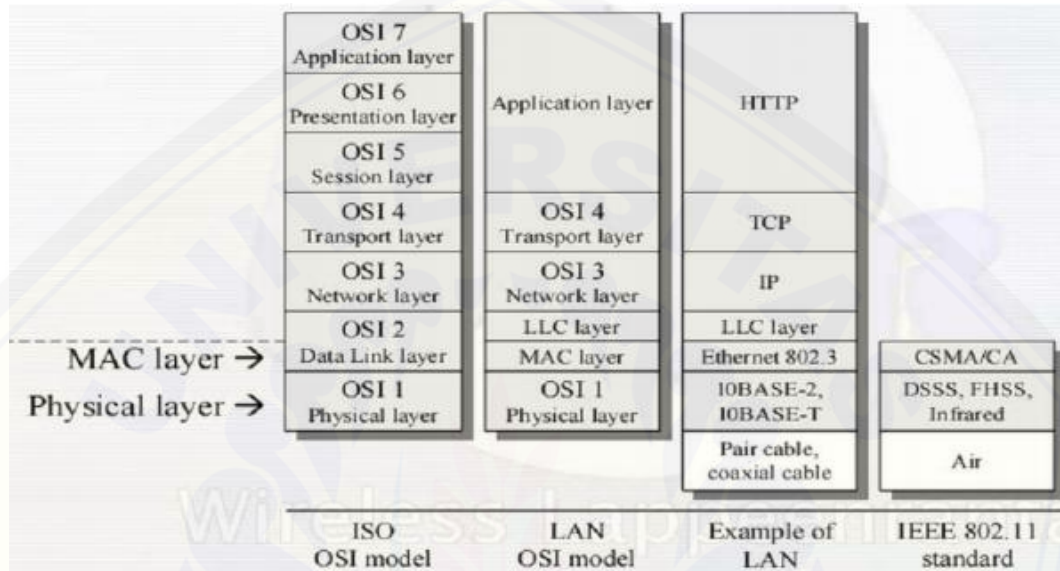 OSI 7
Application layer
OSI 6
Presentation layer
OSI 5
Session layer
OSI 4
Transport layer
OSI 3
Network layer
OSI 2
Data Link layer
OSI 1
Physical layer
MAC layer →
Physical layer →
ISO
OSI model
Application layer
OSI 4
Transport layer
OSI 3
Network layer
LLC layer
MAC layer
OSI 1
Physical layer
LAN
OSI model
HTTP
TCP
IP
LLC layer
Ethernet 802.3
10BASE-2,
10BASE-T
Pair cable,
coaxial cable
Example of
LAN
CSMA/CA
DSSS, FHSS,
Infrared
Air
IEEE 802.11
standard
Wireless Lappeenranta